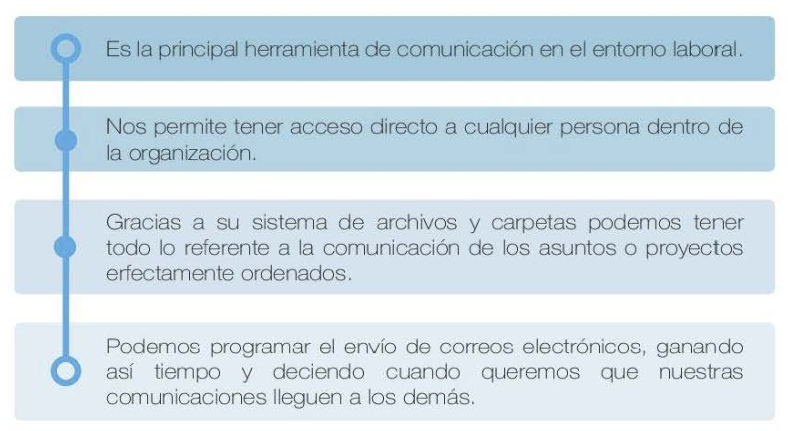 Es la principal herramienta de comunicación en el entorno laboral.
Nos permite tener acceso directo a cualquier persona dentro de
la organización.
Gracias a su sistema de archivos y carpetas podemos tener
todo lo referente a la comunicación de los asuntos o proyectos
erfectamente ordenados.
Podemos programar el envío de correos electrónicos, ganando
así tiempo y deciendo cuando queremos que nuestras
comunicaciones lleguen a los demás.